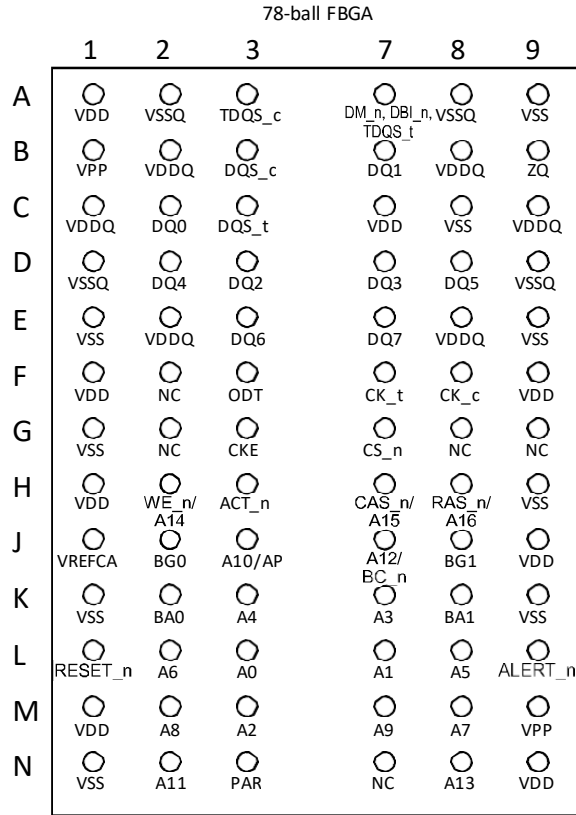 78-ball FBGA
1 2 3 7 8 9
A
VDD VSSQ TDQS_c DM_n, DBI_n, TDQS_t VSSQ VSS
B
VPP VDDQ DQS_c DQ1 VDDQ ZQ
C
VDDQ DQ0 DQS_t VDD VSS VDDQ
D
VSSQ DQ4 DQ2 DQ3 DQ5 VSSQ
E
VSS VDDQ DQ6 DQ7 VDDQ VSS
F
VDD NC ODT CK_t CK_c VDD
G
VSS NC CKE CS_n NC NC
H
VDD WE_n/ A14 ACT_n CAS_n/ A15 RAS_n/ A16 VSS
J
VREFCA BG0 A10/AP A12/ BC_n BG1 VDD
K
VSS BA0 A4 A3 BA1 VSS
L
RESET_n A6 A0 A1 A5 ALERT_n
M
VDD A8 A2 A9 A7 VPP
N
VSS A11 PAR NC A13 VDD